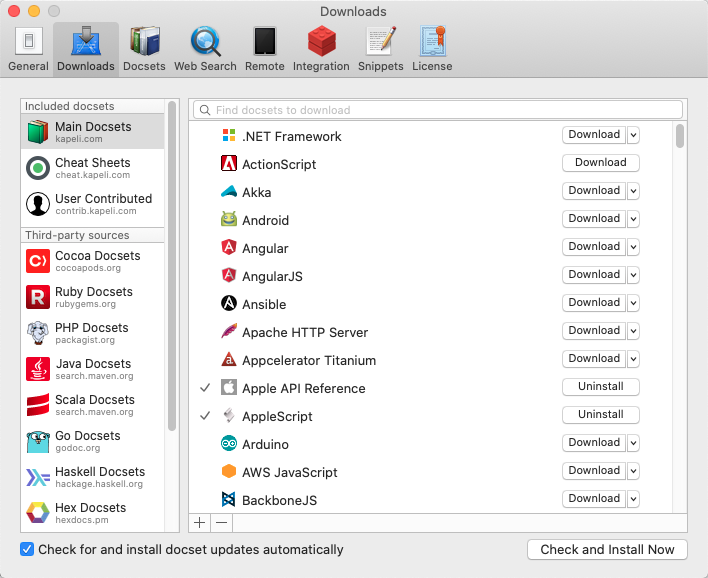 Downloads
General
Downloads
Docsets
Web Search
Remote
Integration
Snippets
License
Included docsets
Main Docsets
kapeli.com
Cheat Sheets
cheat.kapeli.com
User Contributed
contrib.kapeli.com
Third-party sources
Cocoa Docsets
cocoapods.org
Ruby Docsets
rubygems.org
PHP Docsets
packagist.org
Java Docsets
search.maven.org
Scala Docsets
search.maven.org
Go Docsets
godoc.org
Haskell Docsets
hackage.haskell.org
Hex Docsets
hexdocs.pm
Find docsets to download
.NET Framework Download
ActionScript Download
Akka Download
Android Download
Angular Download
AngularJS Download
Ansible Download
Apache HTTP Server Download
Appcelerator Titanium Download
Apple API Reference Uninstall
AppleScript Uninstall
Arduino Download
AWS JavaScript Download
BackboneJS Download
Check for and install docset updates automatically
Check and Install Now